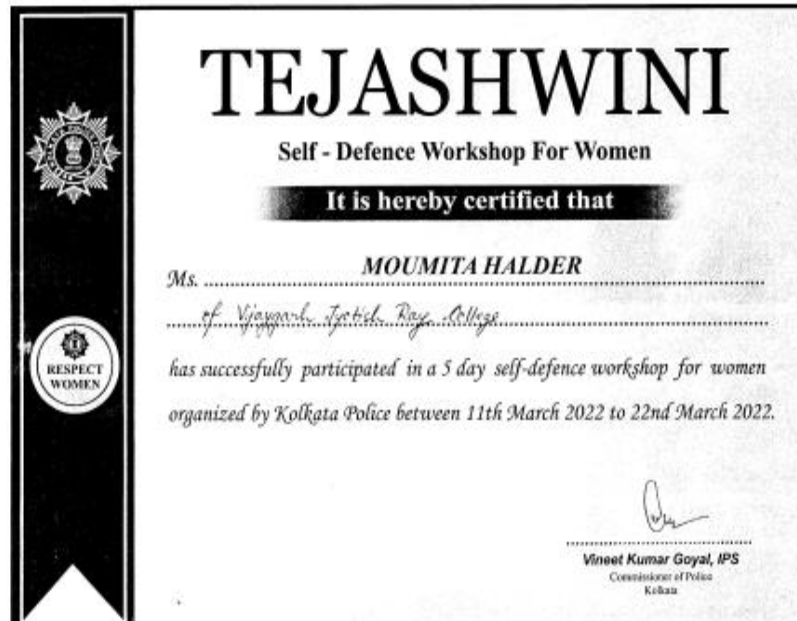 TEJASHWINI
Self - Defence Workshop For Women
It is hereby certified that
Ms. MOUMITA HALDER
of Vijaygarh Jyotish Ray College
has successfully participated in a 5 day self-defence workshop for women
organized by Kolkata Police between 11th March 2022 to 22nd March 2022.
RESPECT
WOMEN
Vineet Kumar Goyal, IPS
Commissioner of Police
Kolkata